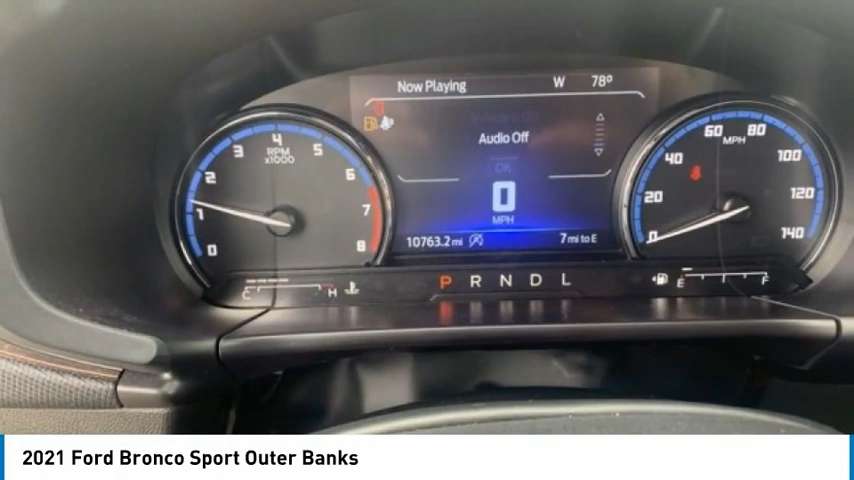 Now Playing W 78°
Audio Off
OK
0
MPH
10763.2 mi 7 mi to E
0 1 2 3 4 5 6 7 8
RPM
x1000
0 20 40 60 80 100 120 140
MPH
C H
P R N D L
E F
2021 Ford Bronco Sport Outer Banks